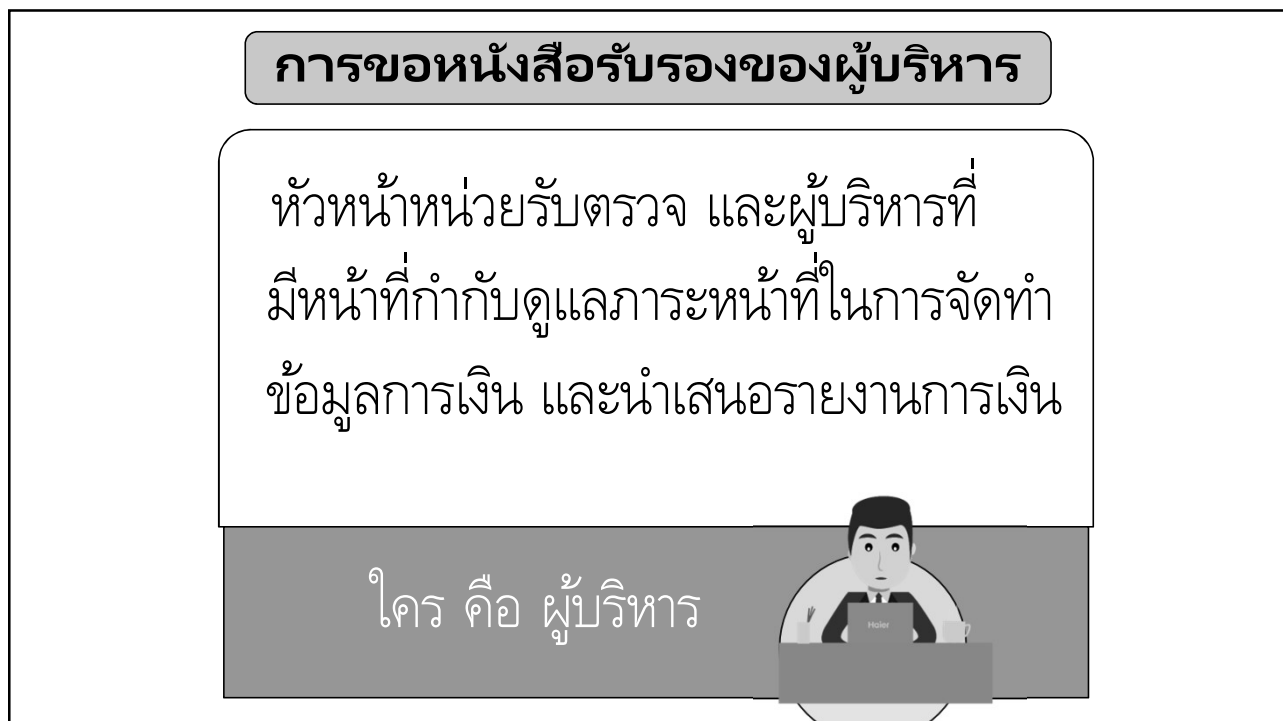 การขอหนังสือรับรองของผู้บริหาร
หัวหน้าหน่วยรับตรวจ และผู้บริหารที่
มีหน้าที่กำกับดูแลภาระหน้าที่ในการจัดทำ
ข้อมูลการเงิน และนำเสนอรายงานการเงิน
ใคร คือ ผู้บริหาร
Haier